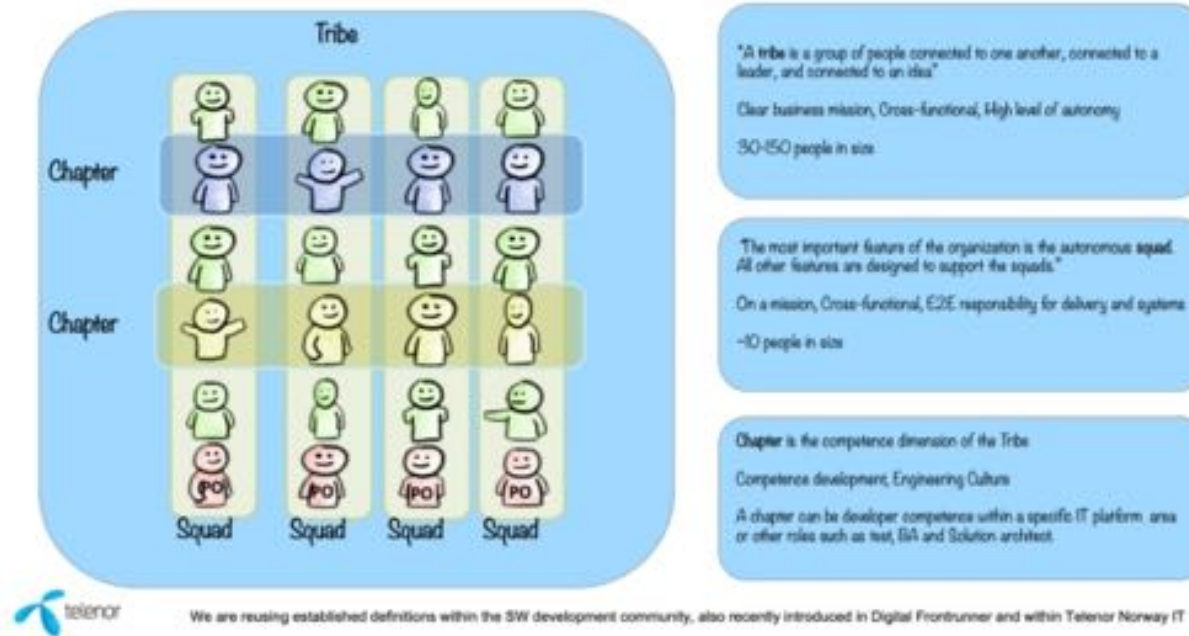 Tribe
Chapter
Chapter
PO
PO
PO
PO
Squad
Squad
Squad
Squad
"A tribe is a group of people connected to one another, connected to a
leader, and connected to an idea"
Clear business mission, Cross-functional, High level of autonomy
30-150 people in size
"The most important feature of the organization is the autonomous squad.
All other features are designed to support the squads."
On a mission, Cross-functional, E2E responsibility for delivery and systems
~10 people in size
Chapter is the competence dimension of the Tribe
Competence development, Engineering Culture
A chapter can be developer competence within a specific IT platform area
or other roles such as test, BA and Solution architect
telenor
We are reusing established definitions within the SW development community, also recently introduced in Digital Frontrunner and within Telenor Norway IT